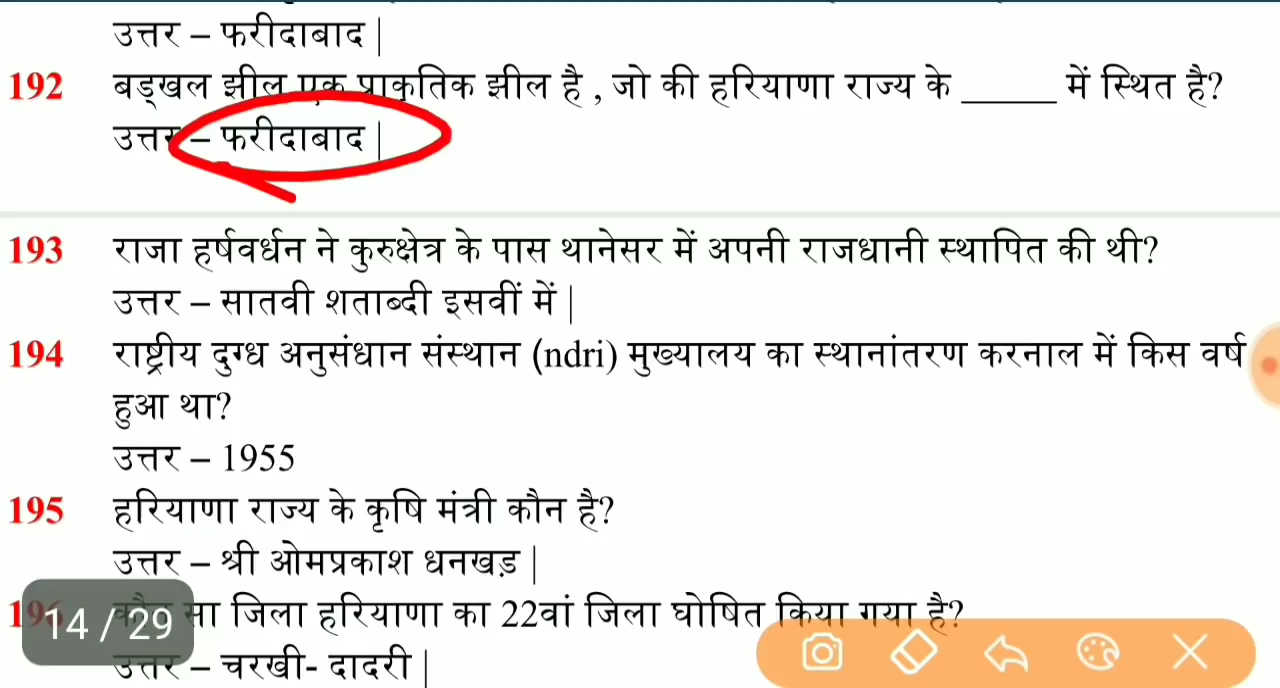 उत्तर – फरीदाबाद |
192 बड्खल झील एक प्राकृतिक झील है , जो की हरियाणा राज्य के _____ में स्थित है?
उत्तर – फरीदाबाद |
193 राजा हर्षवर्धन ने कुरुक्षेत्र के पास थानेसर में अपनी राजधानी स्थापित की थी?
उत्तर – सातवी शताब्दी इसवीं में |
194 राष्ट्रीय दुग्ध अनुसंधान संस्थान (ndri) मुख्यालय का स्थानांतरण करनाल में किस वर्ष
हुआ था?
उत्तर – 1955
195 हरियाणा राज्य के कृषि मंत्री कौन है?
उत्तर – श्री ओमप्रकाश धनखड़ |
196 कौन सा जिला हरियाणा का 22वां जिला घोषित किया गया है?
14 / 29
उत्तर – चरखी- दादरी |